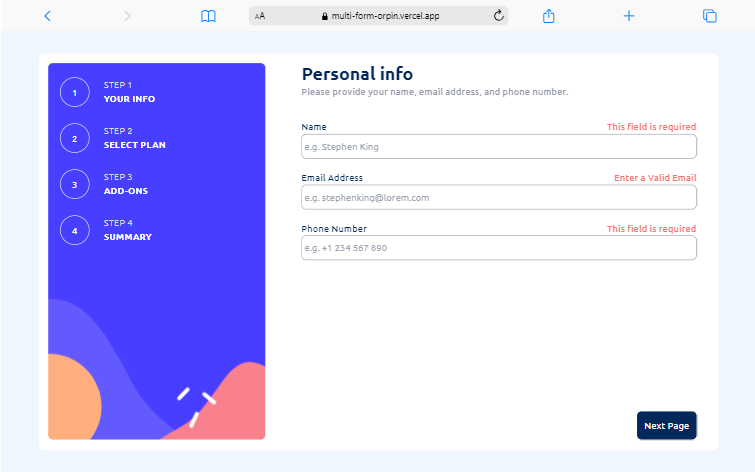 AA multi-form-orpin.vercel.app
1 STEP 1
YOUR INFO
2 STEP 2
SELECT PLAN
3 STEP 3
ADD-ONS
4 STEP 4
SUMMARY
Personal info
Please provide your name, email address, and phone number.
Name This field is required
e.g. Stephen King
Email Address Enter a Valid Email
e.g. stephenking@lorem.com
Phone Number This field is required
e.g. +1 234 567 890
Next Page